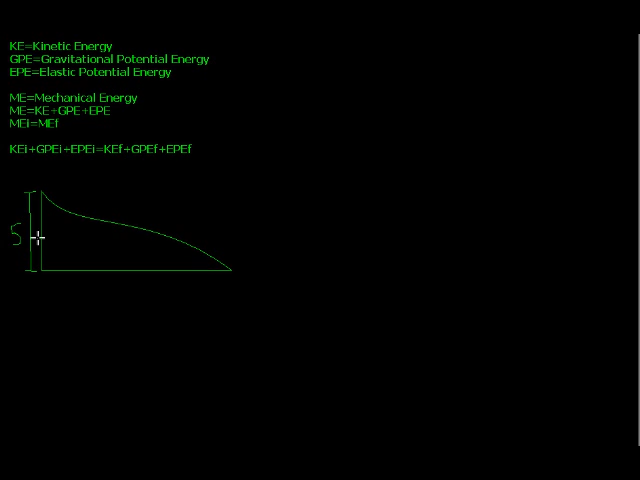 KE=Kinetic Energy
GPE=Gravitational Potential Energy
EPE=Elastic Potential Energy
ME=Mechanical Energy
ME=KE+GPE+EPE
MEi=MEf
KEi+GPEi+EPEi=KEf+GPEf+EPEf
5